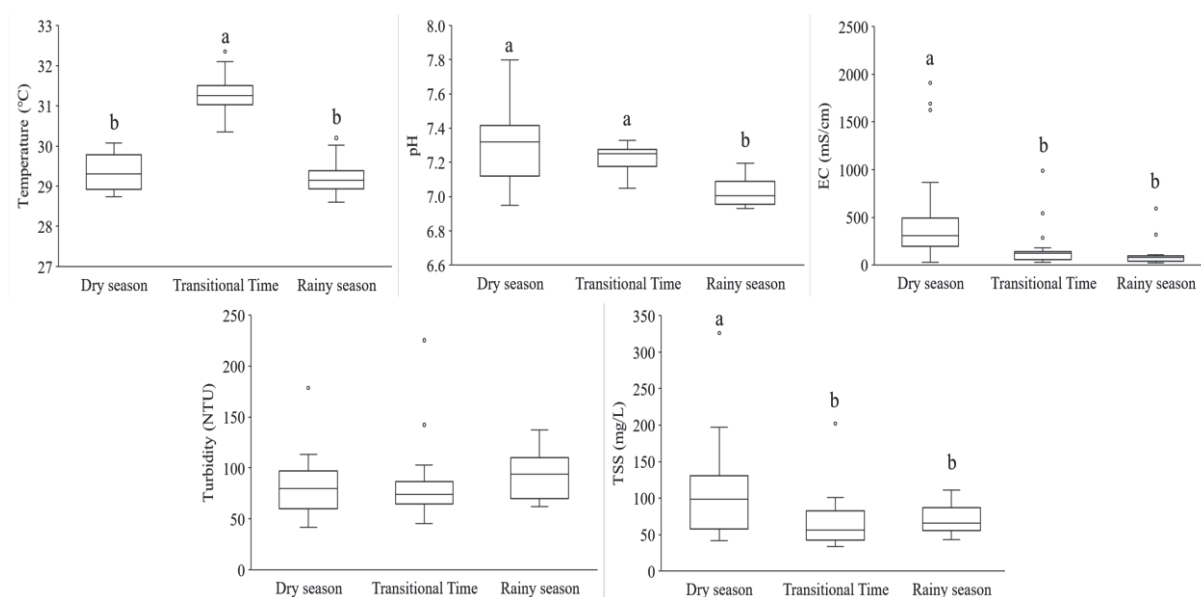 Temperature (°C)
33
32
31
30
29
28
27
b
a
b
Dry season Transitional Time Rainy season
pH
8.0
7.8
7.6
7.4
7.2
7.0
6.8
6.6
a
a
b
Dry season Transitional Time Rainy season
EC (mS/cm)
2500
2000
1500
1000
500
0
a
b
b
Dry season Transitional Time Rainy season
Turbidity (NTU)
250
200
150
100
50
0
Dry season Transitional Time Rainy season
TSS (mg/L)
350
300
250
200
150
100
50
0
a
b
b
Dry season Transitional Time Rainy season